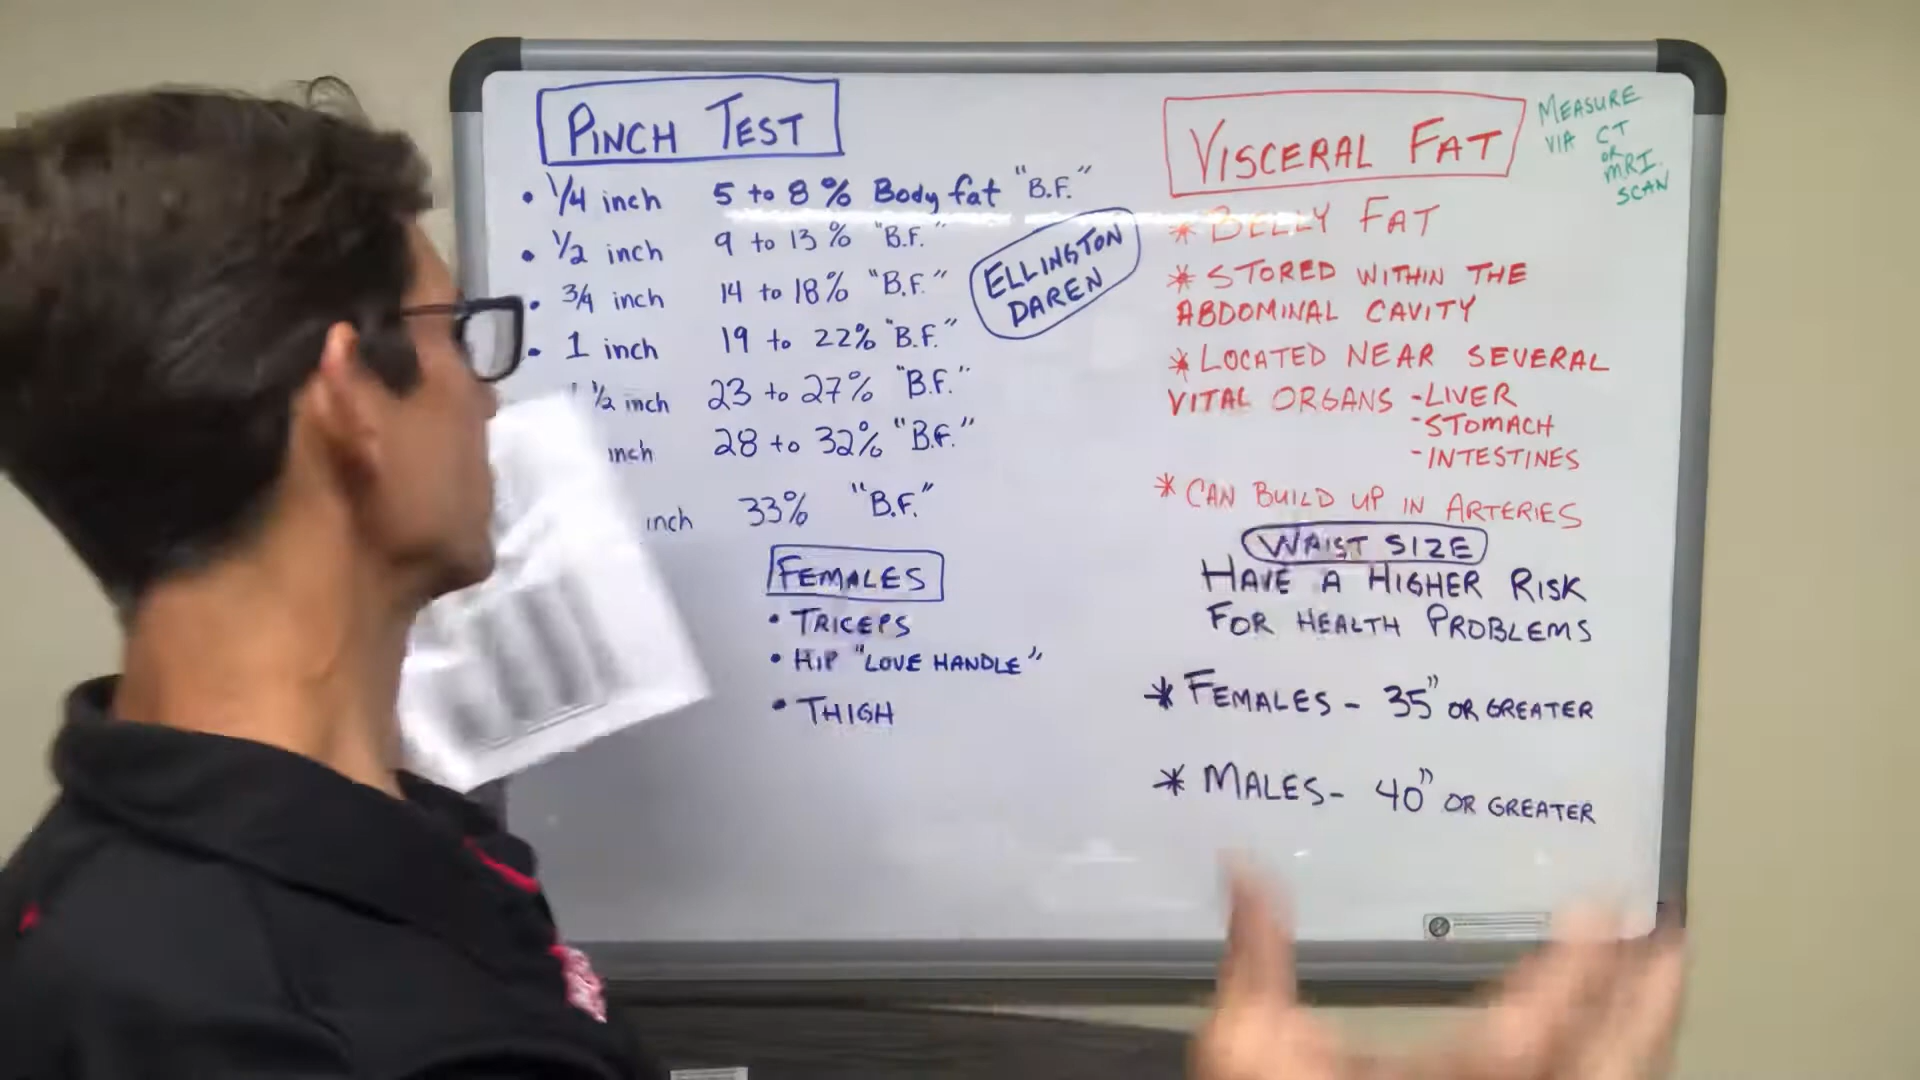 PINCH TEST
• 1/4 inch 5 to 8 % Body fat "B.F."
• 1/2 inch 9 to 13 % "B.F."
• 3/4 inch 14 to 18% "B.F."
• 1 inch 19 to 22% "B.F."
1/2 inch 23 to 27% "B.F."
inch 28 to 32% "B.F."
inch 33% "B.F."
ELLINGTON
DAREN
FEMALES
• TRICEPS
• HIP "LOVE HANDLE"
• THIGH
VISCERAL FAT
MEASURE
VIA CT
OR
MRI
SCAN
* BELLY FAT
* STORED WITHIN THE
ABDOMINAL CAVITY
* LOCATED NEAR SEVERAL
VITAL ORGANS - LIVER
- STOMACH
- INTESTINES
* CAN BUILD UP IN ARTERIES
WAIST SIZE
HAVE A HIGHER RISK
FOR HEALTH PROBLEMS
* FEMALES - 35" OR GREATER
* MALES - 40" OR GREATER